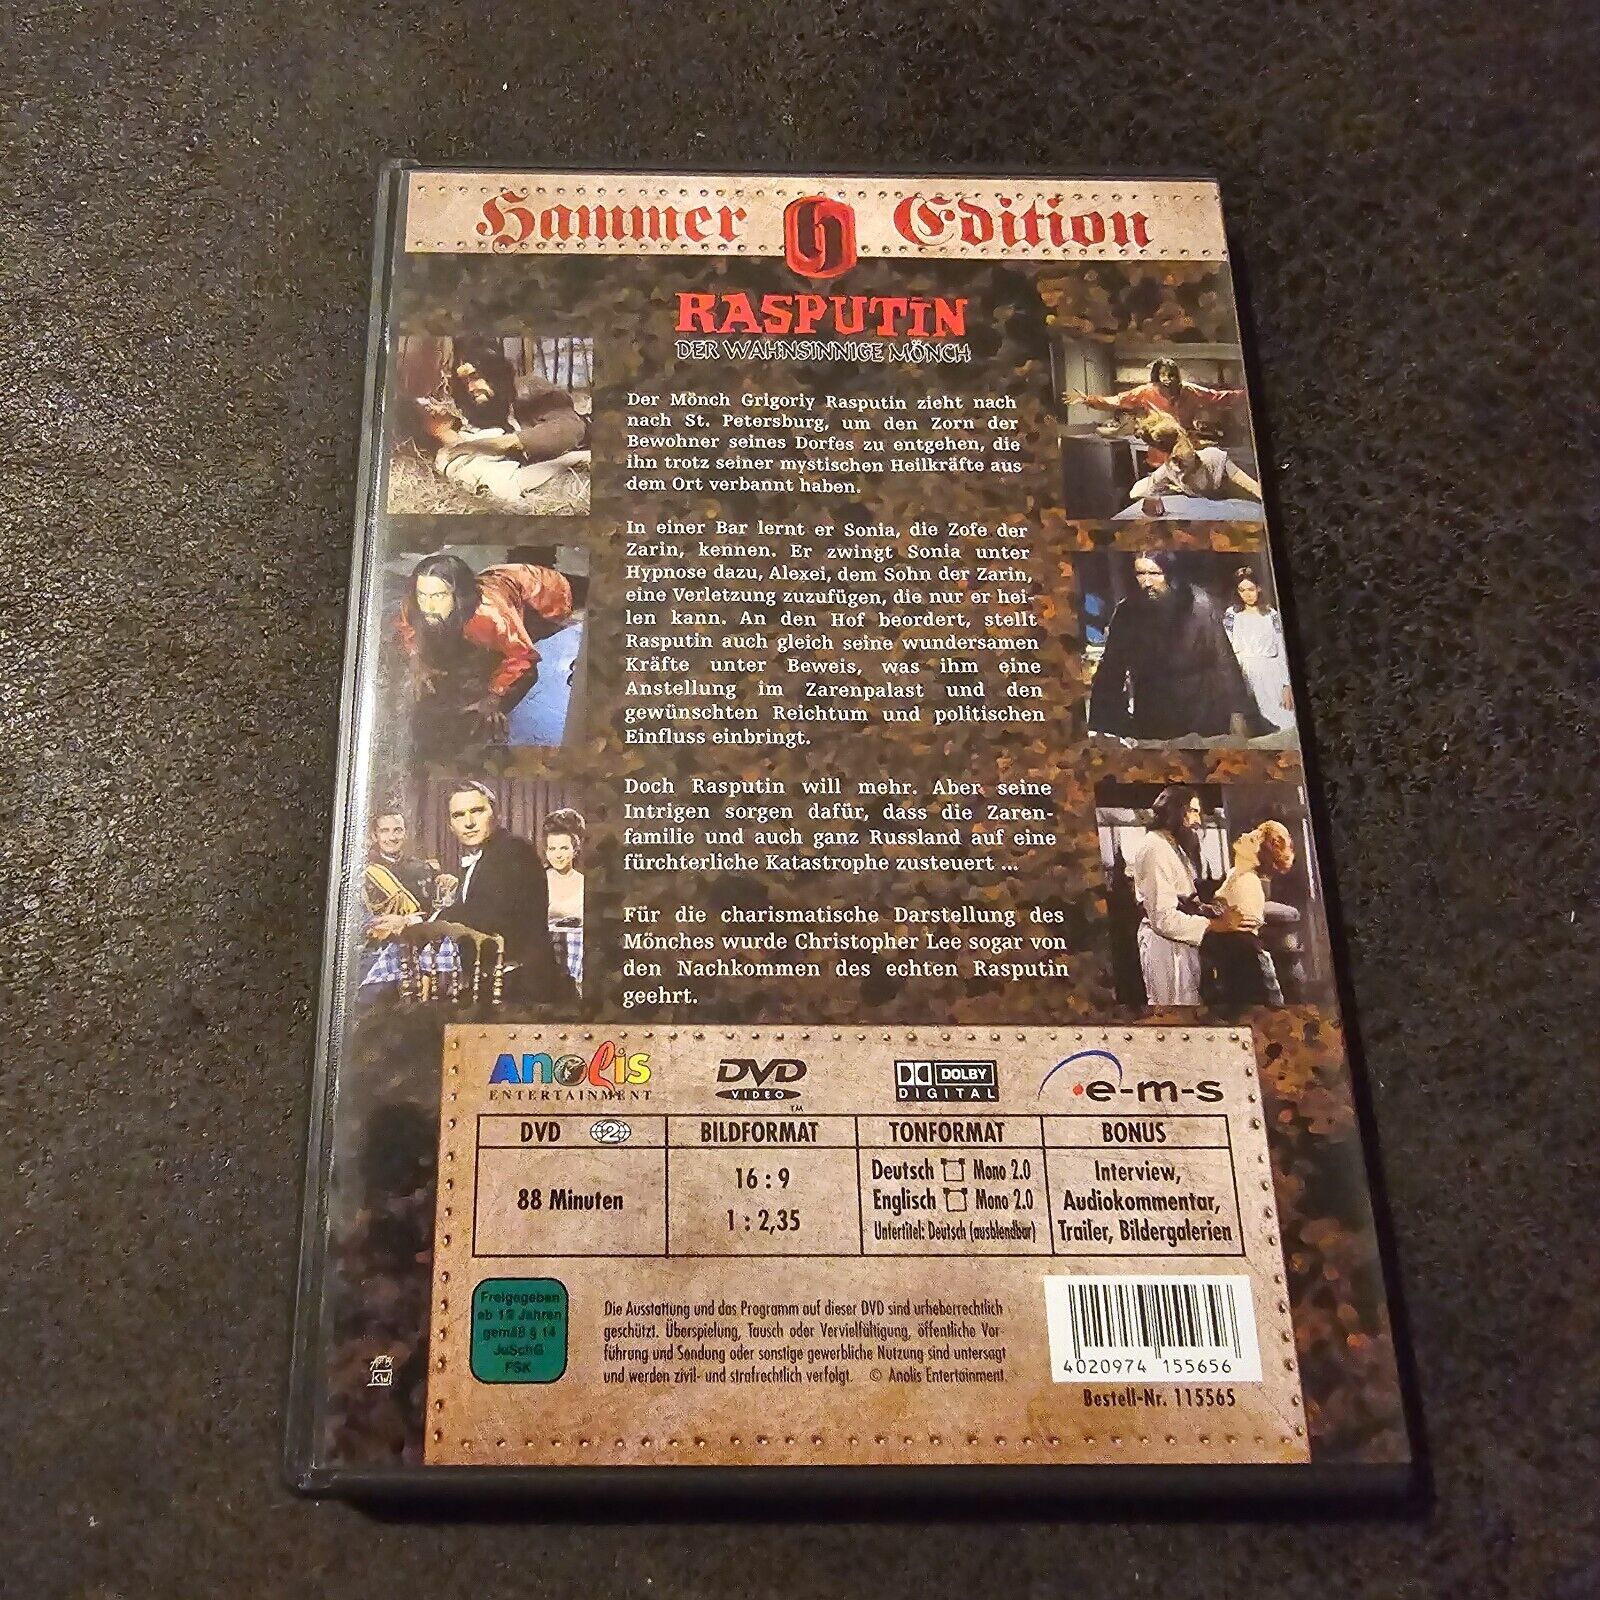 Hammer Edition
RASPUTIN
DER WAHNSINNIGE MÖNCH
Der Mönch Grigoriy Rasputin zieht nach
nach St. Petersburg, um den Zorn der
Bewohner seines Dorfes zu entgehen, die
ihn trotz seiner mystischen Heilkräfte aus
dem Ort verbannt haben.
In einer Bar lernt er Sonia, die Zofe der
Zarin, kennen. Er zwingt Sonia unter
Hypnose dazu, Alexei, dem Sohn der Zarin,
eine Verletzung zuzufügen, die nur er hei-
len kann. An den Hof beordert, stellt
Rasputin auch gleich seine wundersamen
Kräfte unter Beweis, was ihm eine
Anstellung im Zarenpalast und den
gewünschten Reichtum und politischen
Einfluss einbringt.
Doch Rasputin will mehr. Aber seine
Intrigen sorgen dafür, dass die Zaren-
familie und auch ganz Russland auf eine
fürchterliche Katastrophe zusteuert ...
Für die charismatische Darstellung des
Mönches wurde Christopher Lee sogar von
den Nachkommen des echten Rasputin
geehrt.
ANOLIS
ENTERTAINMENT
DVD
VIDEO
TM
DOLBY
DIGITAL
e-m-s
DVD 2 BILDFORMAT TONFORMAT BONUS
88 Minuten
16 : 9
1 : 2,35
Deutsch Mono 2.0
Englisch Mono 2.0
Untertitel: Deutsch (ausblendbar)
Interview,
Audiokommentar,
Trailer, Bildergalerien
Freigegeben
ab 12 Jahren
gemäß § 14
JuSchG
FSK
Die Ausstattung und das Programm auf dieser DVD sind urheberrechtlich
geschützt. Überspielung, Tausch oder Vervielfältigung, öffentliche Vor-
führung und Sendung oder sonstige gewerbliche Nutzung sind untersagt
und werden zivil- und strafrechtlich verfolgt. © Anolis Entertainment
4020974 155656
Bestell-Nr. 115565